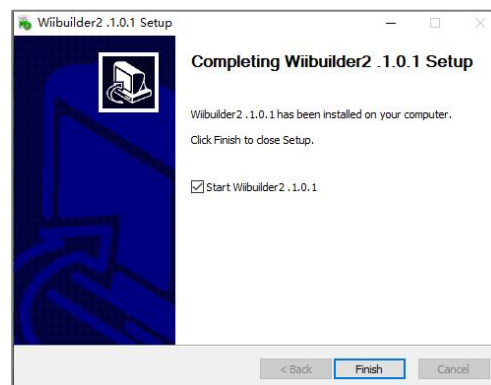 Wiibuilder2 .1.0.1 Setup
Completing Wiibuilder2 .1.0.1 Setup
Wiibuilder2 .1.0.1 has been installed on your computer.
Click Finish to close Setup.
Start Wiibuilder2 .1.0.1
< Back Finish Cancel